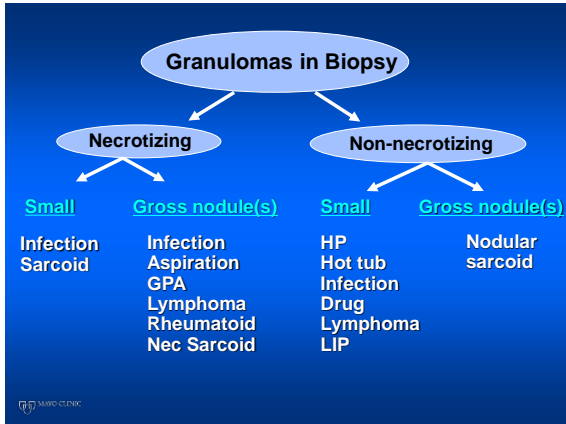 Granulomas in Biopsy
Necrotizing
Non-necrotizing
Small
Gross nodule(s)
Small
Gross nodule(s)
Infection
Sarcoid
Infection
Aspiration
GPA
Lymphoma
Rheumatoid
Nec Sarcoid
HP
Hot tub
Infection
Drug
Lymphoma
LIP
Nodular
sarcoid
MAYO CLINIC